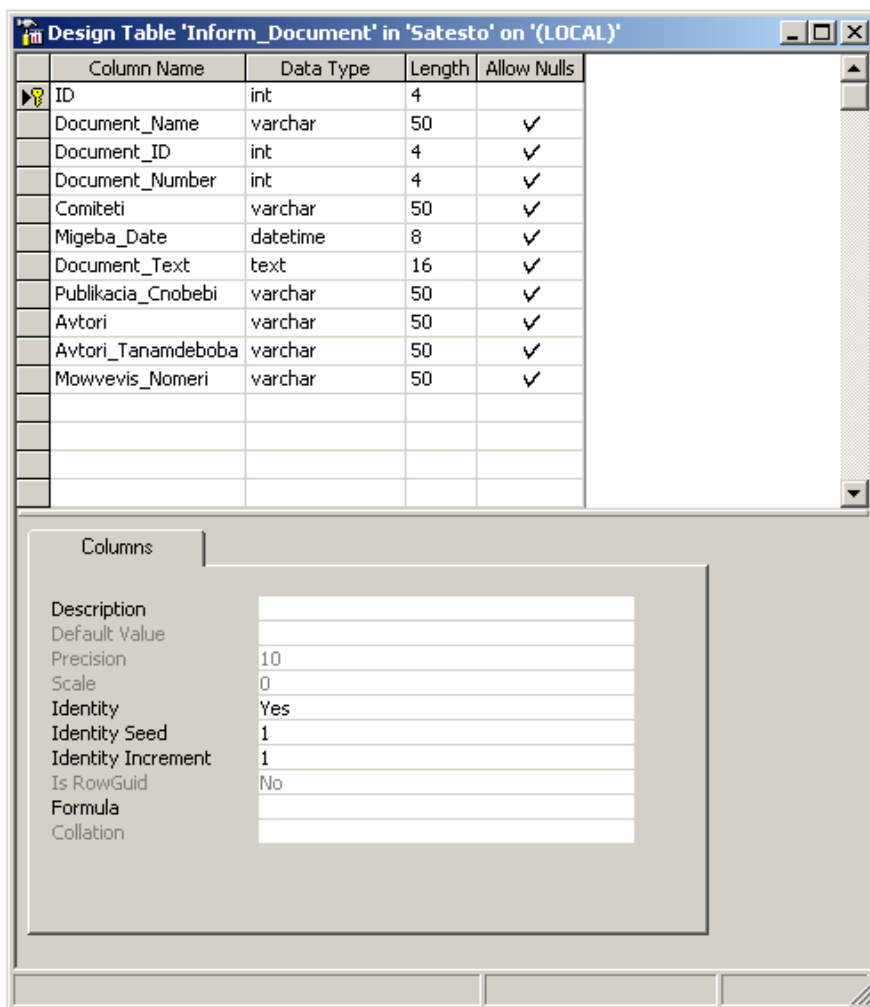 Design Table 'Inform_Document' in 'Satesto' on '(LOCAL)'
Column Name Data Type Length Allow Nulls
ID int 4
Document_Name varchar 50 ✓
Document_ID int 4 ✓
Document_Number int 4 ✓
Comiteti varchar 50 ✓
Migeba_Date datetime 8 ✓
Document_Text text 16 ✓
Publikacia_Cnobebi varchar 50 ✓
Avtori varchar 50 ✓
Avtori_Tanamdeboba varchar 50 ✓
Mowvevis_Nomeri varchar 50 ✓
Columns
Description
Default Value
Precision 10
Scale 0
Identity Yes
Identity Seed 1
Identity Increment 1
Is RowGuid No
Formula
Collation